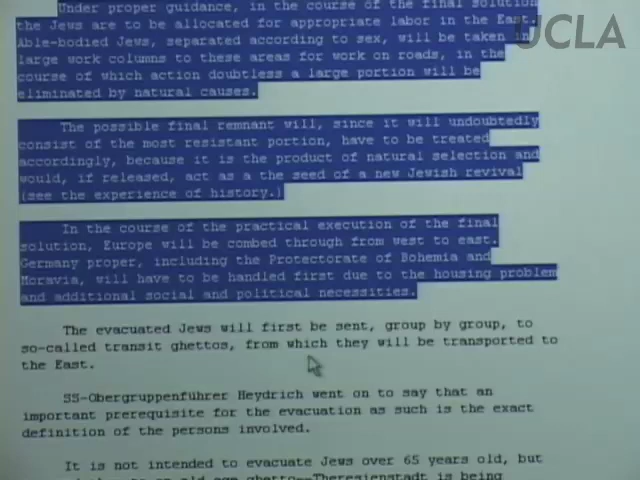 Under proper guidance, in the course of the final solution
the Jews are to be allocated for appropriate labor in the East.
Able-bodied Jews, separated according to sex, will be taken in
large work columns to these areas for work on roads, in the
course of which action doubtless a large portion will be
eliminated by natural causes.
The possible final remnant will, since it will undoubtedly
consist of the most resistant portion, have to be treated
accordingly, because it is the product of natural selection and
would, if released, act as a the seed of a new Jewish revival
(see the experience of history.)
In the course of the practical execution of the final
solution, Europe will be combed through from west to east.
Germany proper, including the Protectorate of Bohemia and
Moravia, will have to be handled first due to the housing problem
and additional social and political necessities.
The evacuated Jews will first be sent, group by group, to
so-called transit ghettos, from which they will be transported to
the East.
SS-Obergruppenführer Heydrich went on to say that an
important prerequisite for the evacuation as such is the exact
definition of the persons involved.
It is not intended to evacuate Jews over 65 years old, but
an old age ghetto--Theresienstadt is being
UCLA